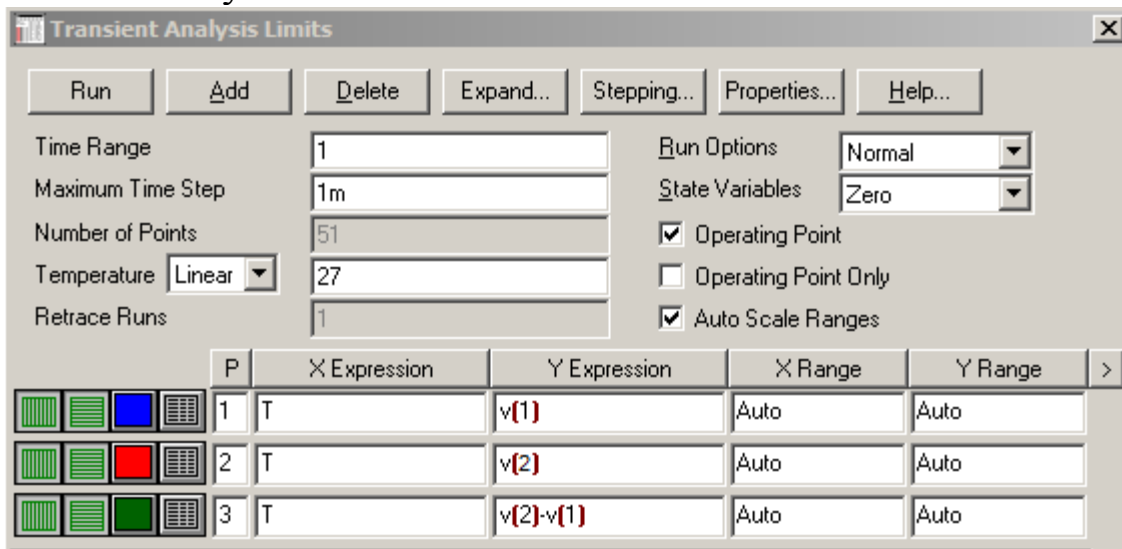 Transient Analysis Limits
Run Add Delete Expand... Stepping... Properties... Help...
Time Range 1 Run Options Normal
Maximum Time Step 1m State Variables Zero
Number of Points 51 Operating Point
Temperature Linear 27 Operating Point Only
Retrace Runs 1 Auto Scale Ranges
P X Expression Y Expression X Range Y Range >
1 T v(1) Auto Auto
2 T v(2) Auto Auto
3 T v(2)-v(1) Auto Auto